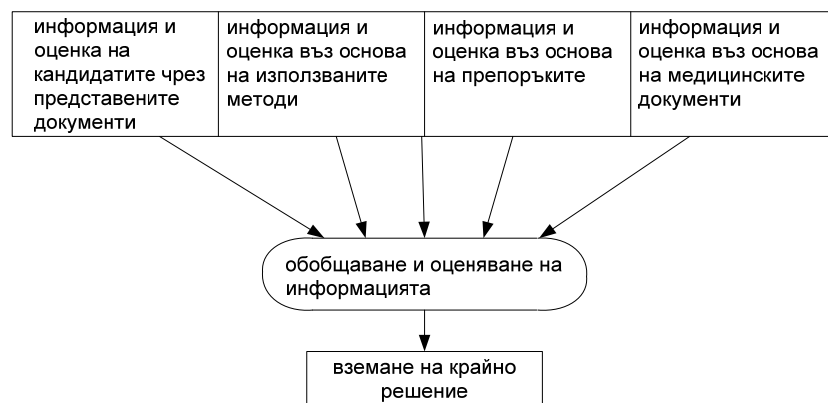 информация и
оценка на
кандидатите чрез
представените
документи
информация и
оценка въз основа
на използваните
методи
информация и
оценка въз основа
на препоръките
информация и
оценка въз основа
на медицинските
документи
обобщаване и оценяване на
информацията
вземане на крайно
решение